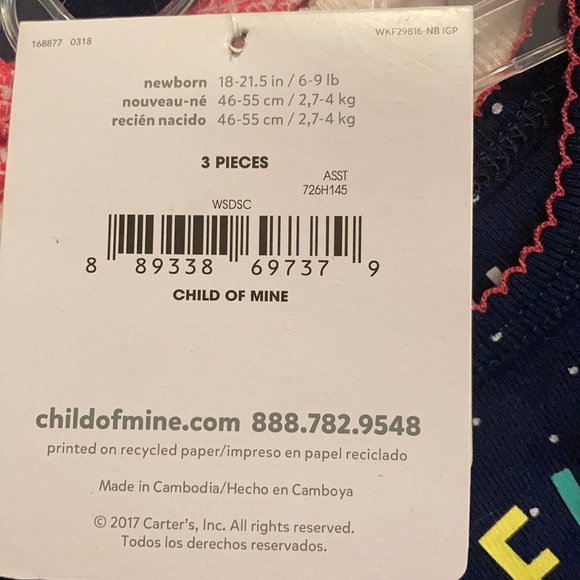 168877 0318
WKF29816-NB IGP
newborn 18-21.5 in / 6-9 lb
nouveau-né 46-55 cm / 2,7-4 kg
recién nacido 46-55 cm / 2,7-4 kg
3 PIECES
ASST
726H145
WSDSC
8 89338 69737 9
CHILD OF MINE
childofmine.com 888.782.9548
printed on recycled paper/impreso en papel reciclado
Made in Cambodia/Hecho en Camboya
© 2017 Carter's, Inc. All rights reserved.
Todos los derechos reservados.